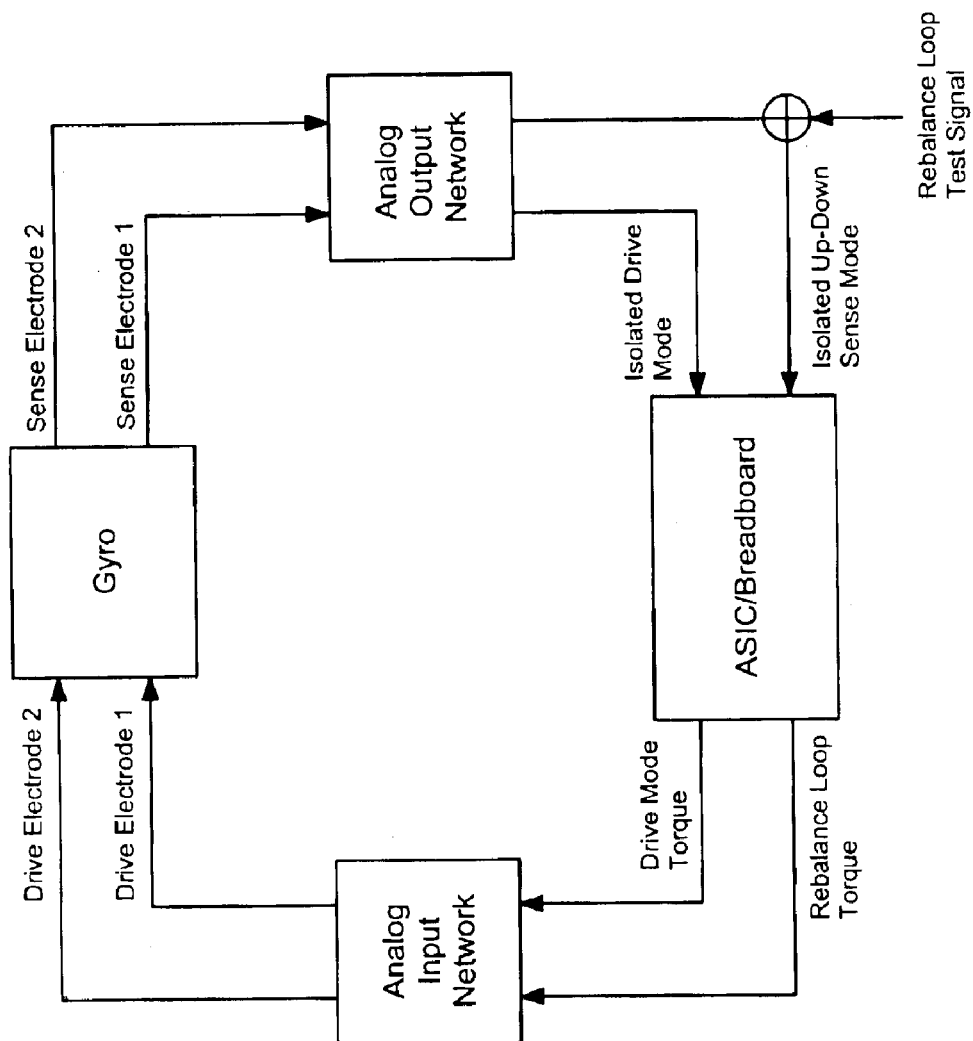 Drive Electrode 2
Drive Electrode 1
Gyro
Sense Electrode 2
Sense Electrode 1
Analog
Input
Network
Analog
Output
Network
Drive Mode
Torque
Rebalance Loop
Torque
ASIC/Breadboard
Isolated Drive
Mode
Isolated Up-Down
Sense Mode
Rebalance Loop
Test Signal